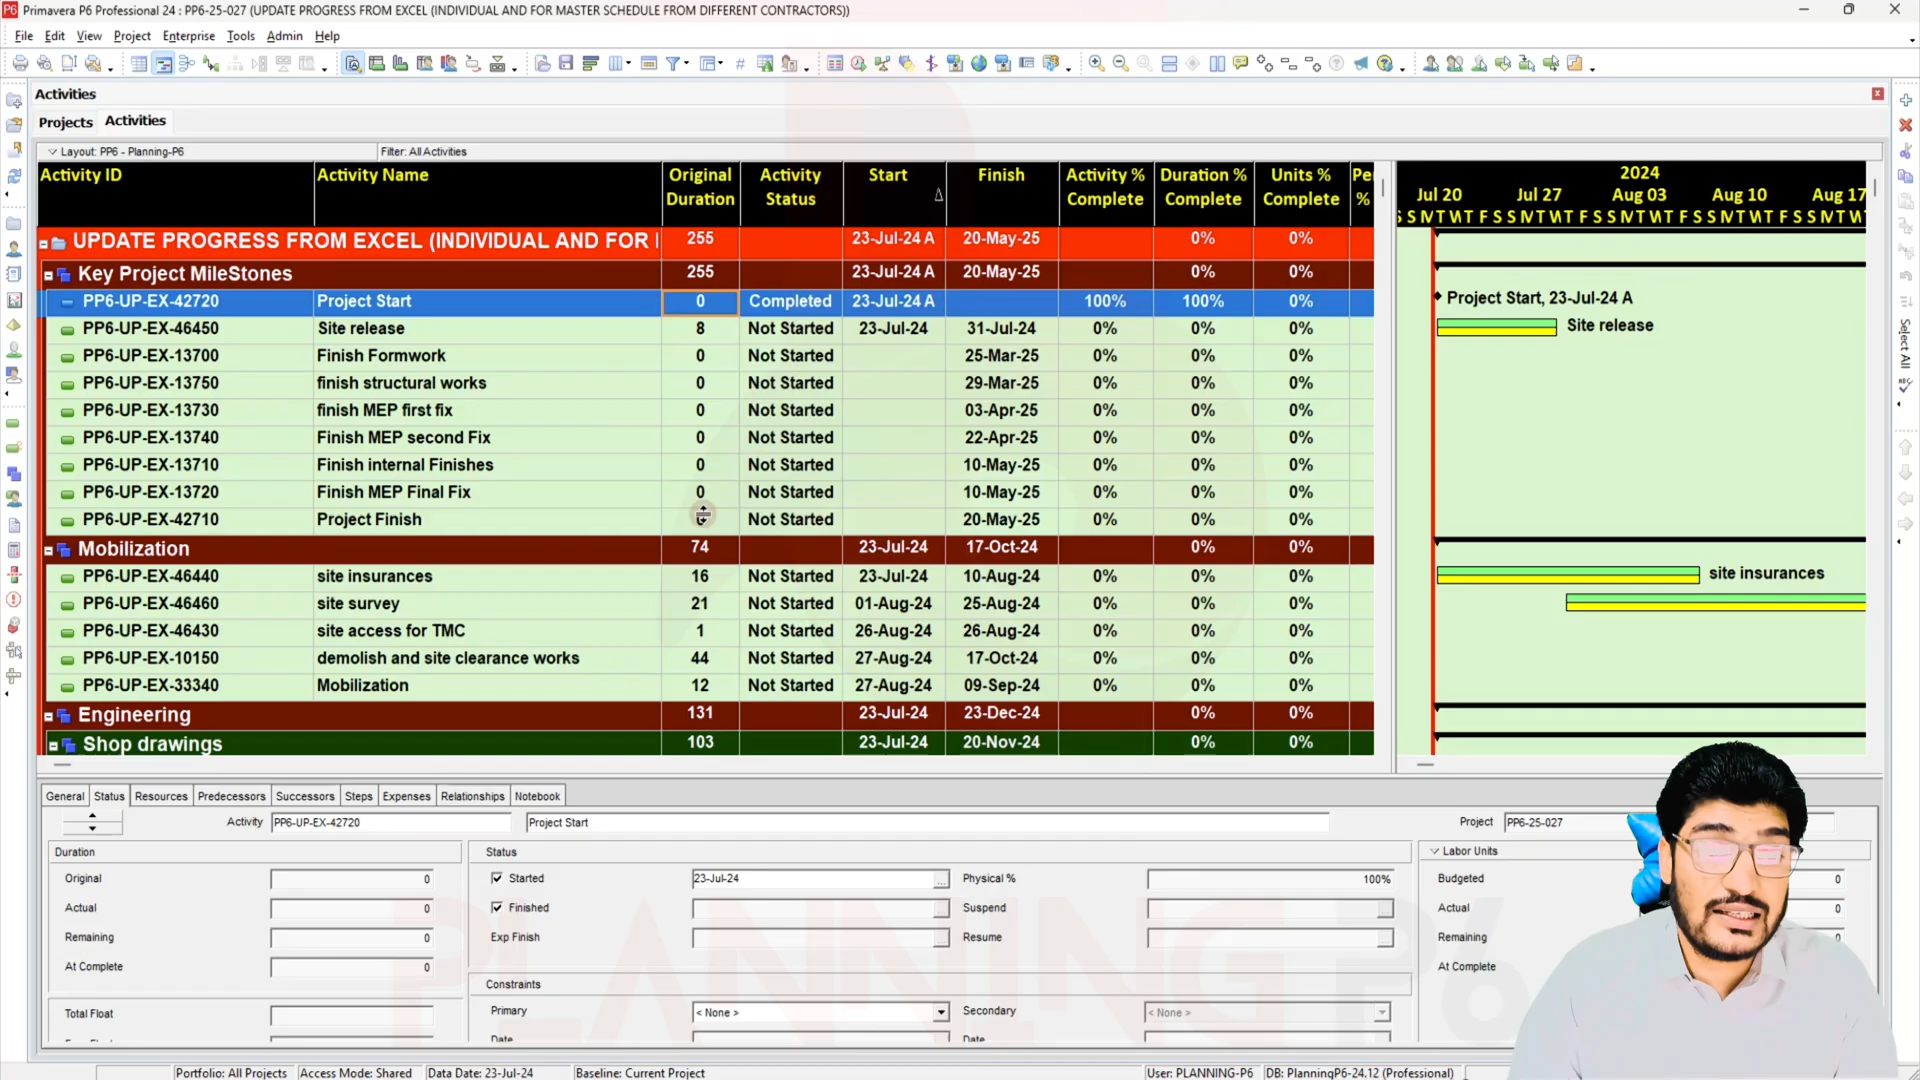 Primavera P6 Professional 24 : PP6-25-027 (UPDATE PROGRESS FROM EXCEL (INDIVIDUAL AND FOR MASTER SCHEDULE FROM DIFFERENT CONTRACTORS))
File Edit View Project Enterprise Tools Admin Help
Activities
Projects Activities
Layout: PP6 - Planning-P6 Filter: All Activities
Activity ID Activity Name Original Duration Activity Status Start Finish Activity % Complete Duration % Complete Units % Complete Pe %
2024
Jul 20 Jul 27 Aug 03 Aug 10 Aug 17
UPDATE PROGRESS FROM EXCEL (INDIVIDUAL AND FOR 255 23-Jul-24 A 20-May-25 0% 0%
Key Project MileStones 255 23-Jul-24 A 20-May-25 0% 0%
PP6-UP-EX-42720 Project Start 0 Completed 23-Jul-24 A 100% 100% 0% Project Start, 23-Jul-24 A
PP6-UP-EX-46450 Site release 8 Not Started 23-Jul-24 31-Jul-24 0% 0% 0% Site release
PP6-UP-EX-13700 Finish Formwork 0 Not Started 25-Mar-25 0% 0% 0%
PP6-UP-EX-13750 finish structural works 0 Not Started 29-Mar-25 0% 0% 0%
PP6-UP-EX-13730 finish MEP first fix 0 Not Started 03-Apr-25 0% 0% 0%
PP6-UP-EX-13740 Finish MEP second Fix 0 Not Started 22-Apr-25 0% 0% 0%
PP6-UP-EX-13710 Finish internal Finishes 0 Not Started 10-May-25 0% 0% 0%
PP6-UP-EX-13720 Finish MEP Final Fix 0 Not Started 10-May-25 0% 0% 0%
PP6-UP-EX-42710 Project Finish Not Started 20-May-25 0% 0% 0%
Mobilization 74 23-Jul-24 17-Oct-24 0% 0%
PP6-UP-EX-46440 site insurances 16 Not Started 23-Jul-24 10-Aug-24 0% 0% 0% site insurances
PP6-UP-EX-46460 site survey 21 Not Started 01-Aug-24 25-Aug-24 0% 0% 0%
PP6-UP-EX-46430 site access for TMC 1 Not Started 26-Aug-24 26-Aug-24 0% 0% 0%
PP6-UP-EX-10150 demolish and site clearance works 44 Not Started 27-Aug-24 17-Oct-24 0% 0% 0%
PP6-UP-EX-33340 Mobilization 12 Not Started 27-Aug-24 09-Sep-24 0% 0% 0%
Engineering 131 23-Jul-24 23-Dec-24 0% 0%
Shop drawings 103 23-Jul-24 20-Nov-24 0% 0%
Select All
General Status Resources Predecessors Successors Steps Expenses Relationships Notebook
Activity PP6-UP-EX-42720 Project Start Project PP6-25-027
Duration Status Labor Units
Original 0 Started 23-Jul-24 Physical % 100% Budgeted 0
Actual 0 Finished Suspend Actual 0
Remaining 0 Exp Finish Resume Remaining 0
At Complete 0 At Complete
Constraints
Total Float Primary < None > Secondary < None >
Date Date
PLANNING P6
Portfolio: All Projects Access Mode: Shared Data Date: 23-Jul-24 Baseline: Current Project User: PLANNING-P6 DB: PlanningP6-24.12 (Professional)